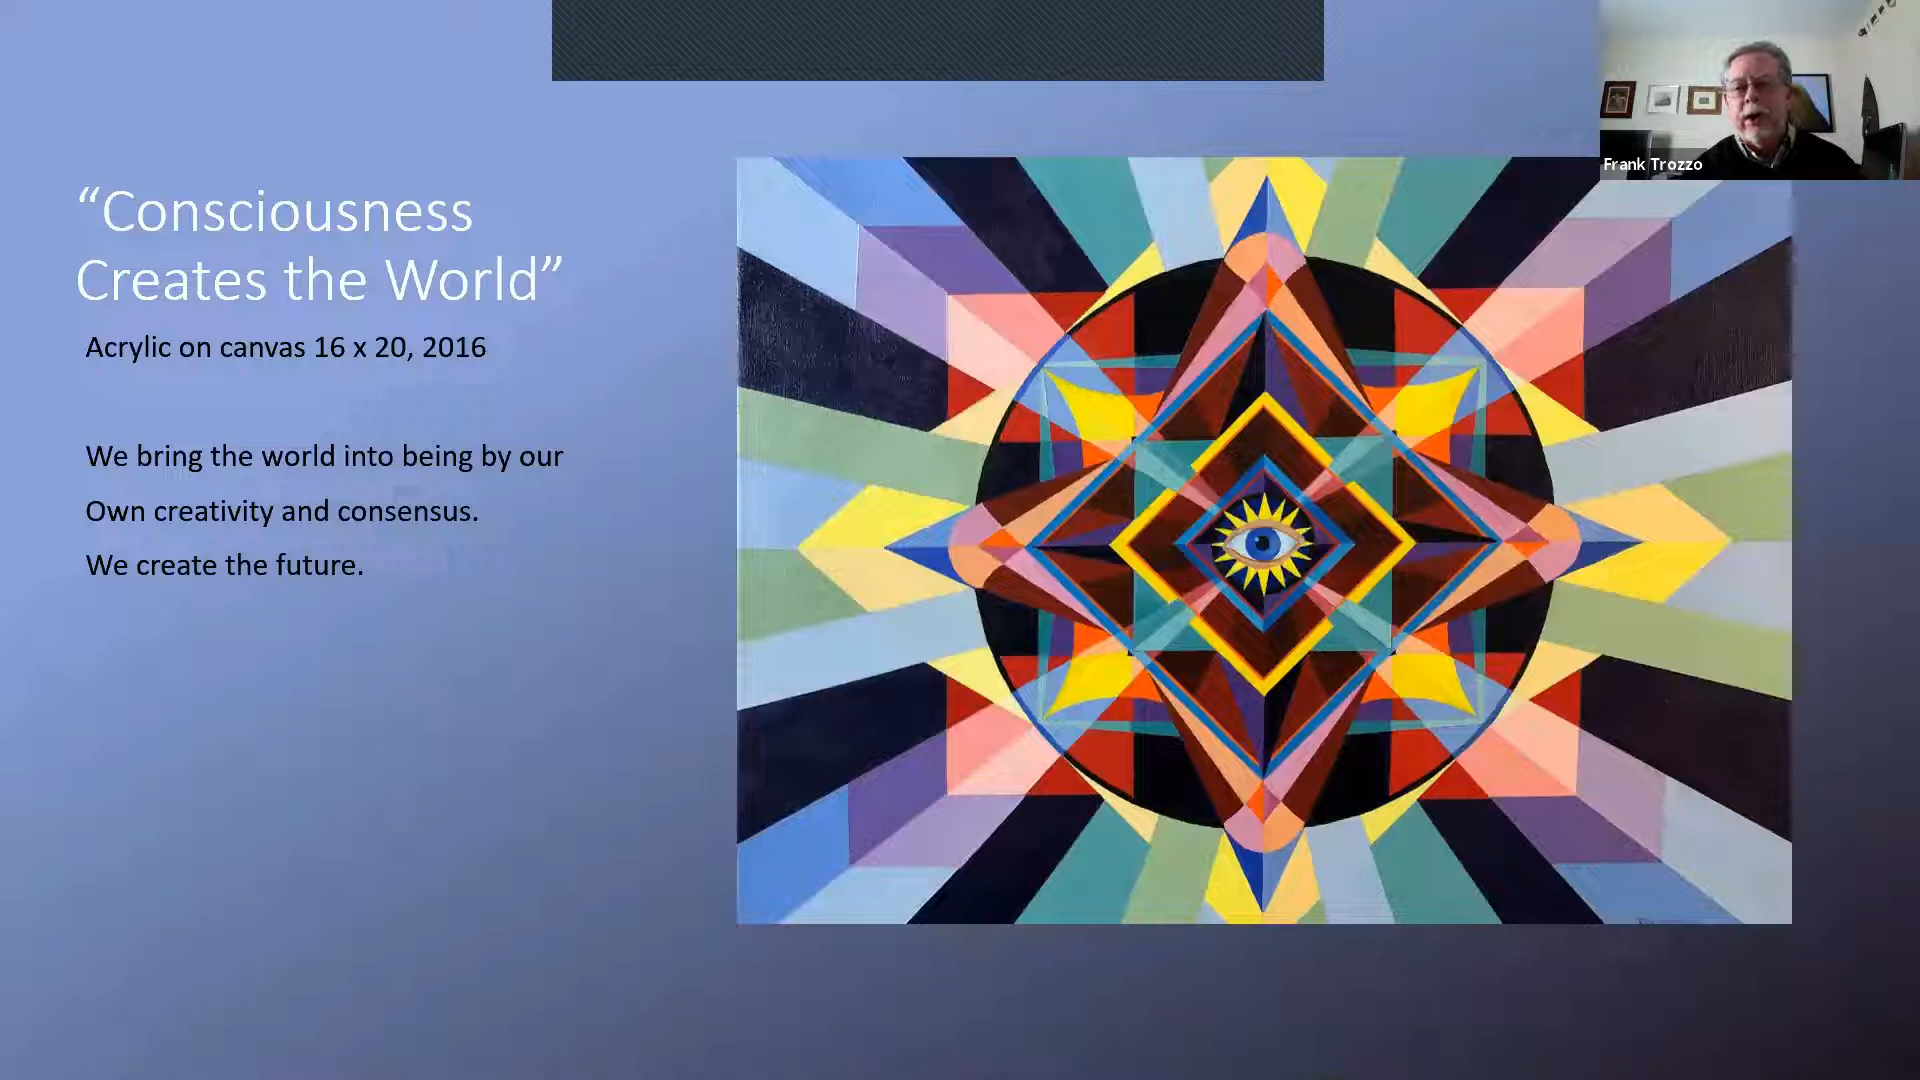 “Consciousness
Creates the World”
Acrylic on canvas 16 x 20, 2016
We bring the world into being by our
Own creativity and consensus.
We create the future.
Frank Trozzo